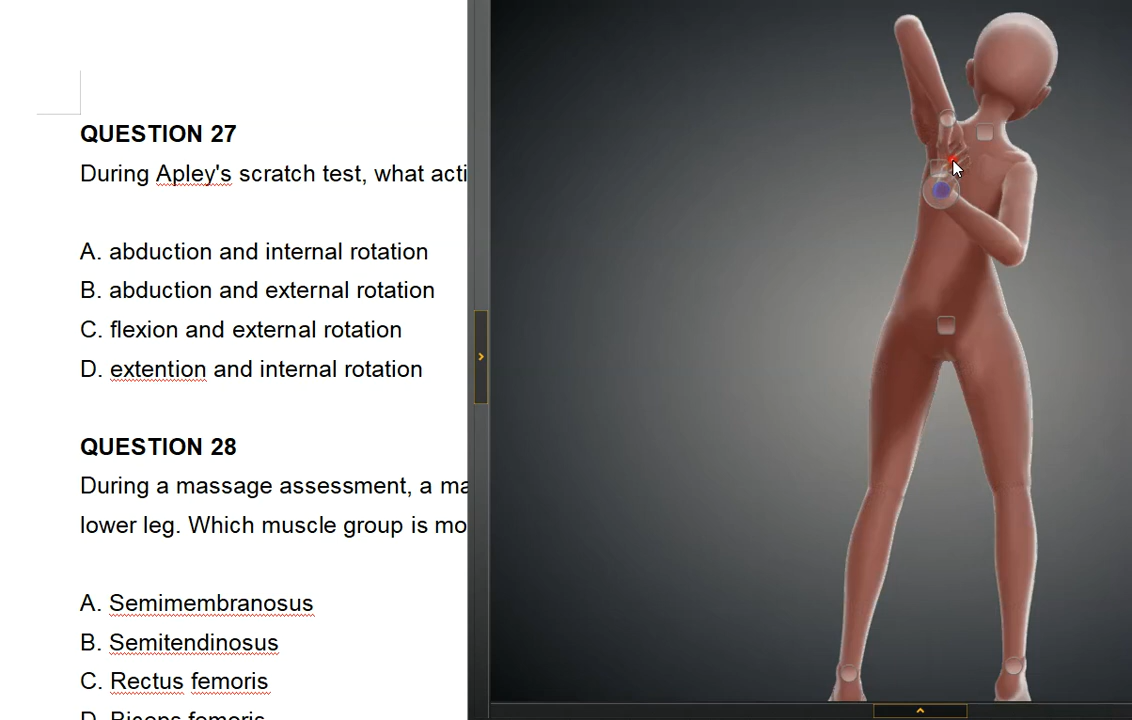 QUESTION 27
During Apley's scratch test, what acti
A. abduction and internal rotation
B. abduction and external rotation
C. flexion and external rotation
D. extention and internal rotation
QUESTION 28
During a massage assessment, a ma
lower leg. Which muscle group is mo
A. Semimembranosus
B. Semitendinosus
C. Rectus femoris
D. Biceps femoris